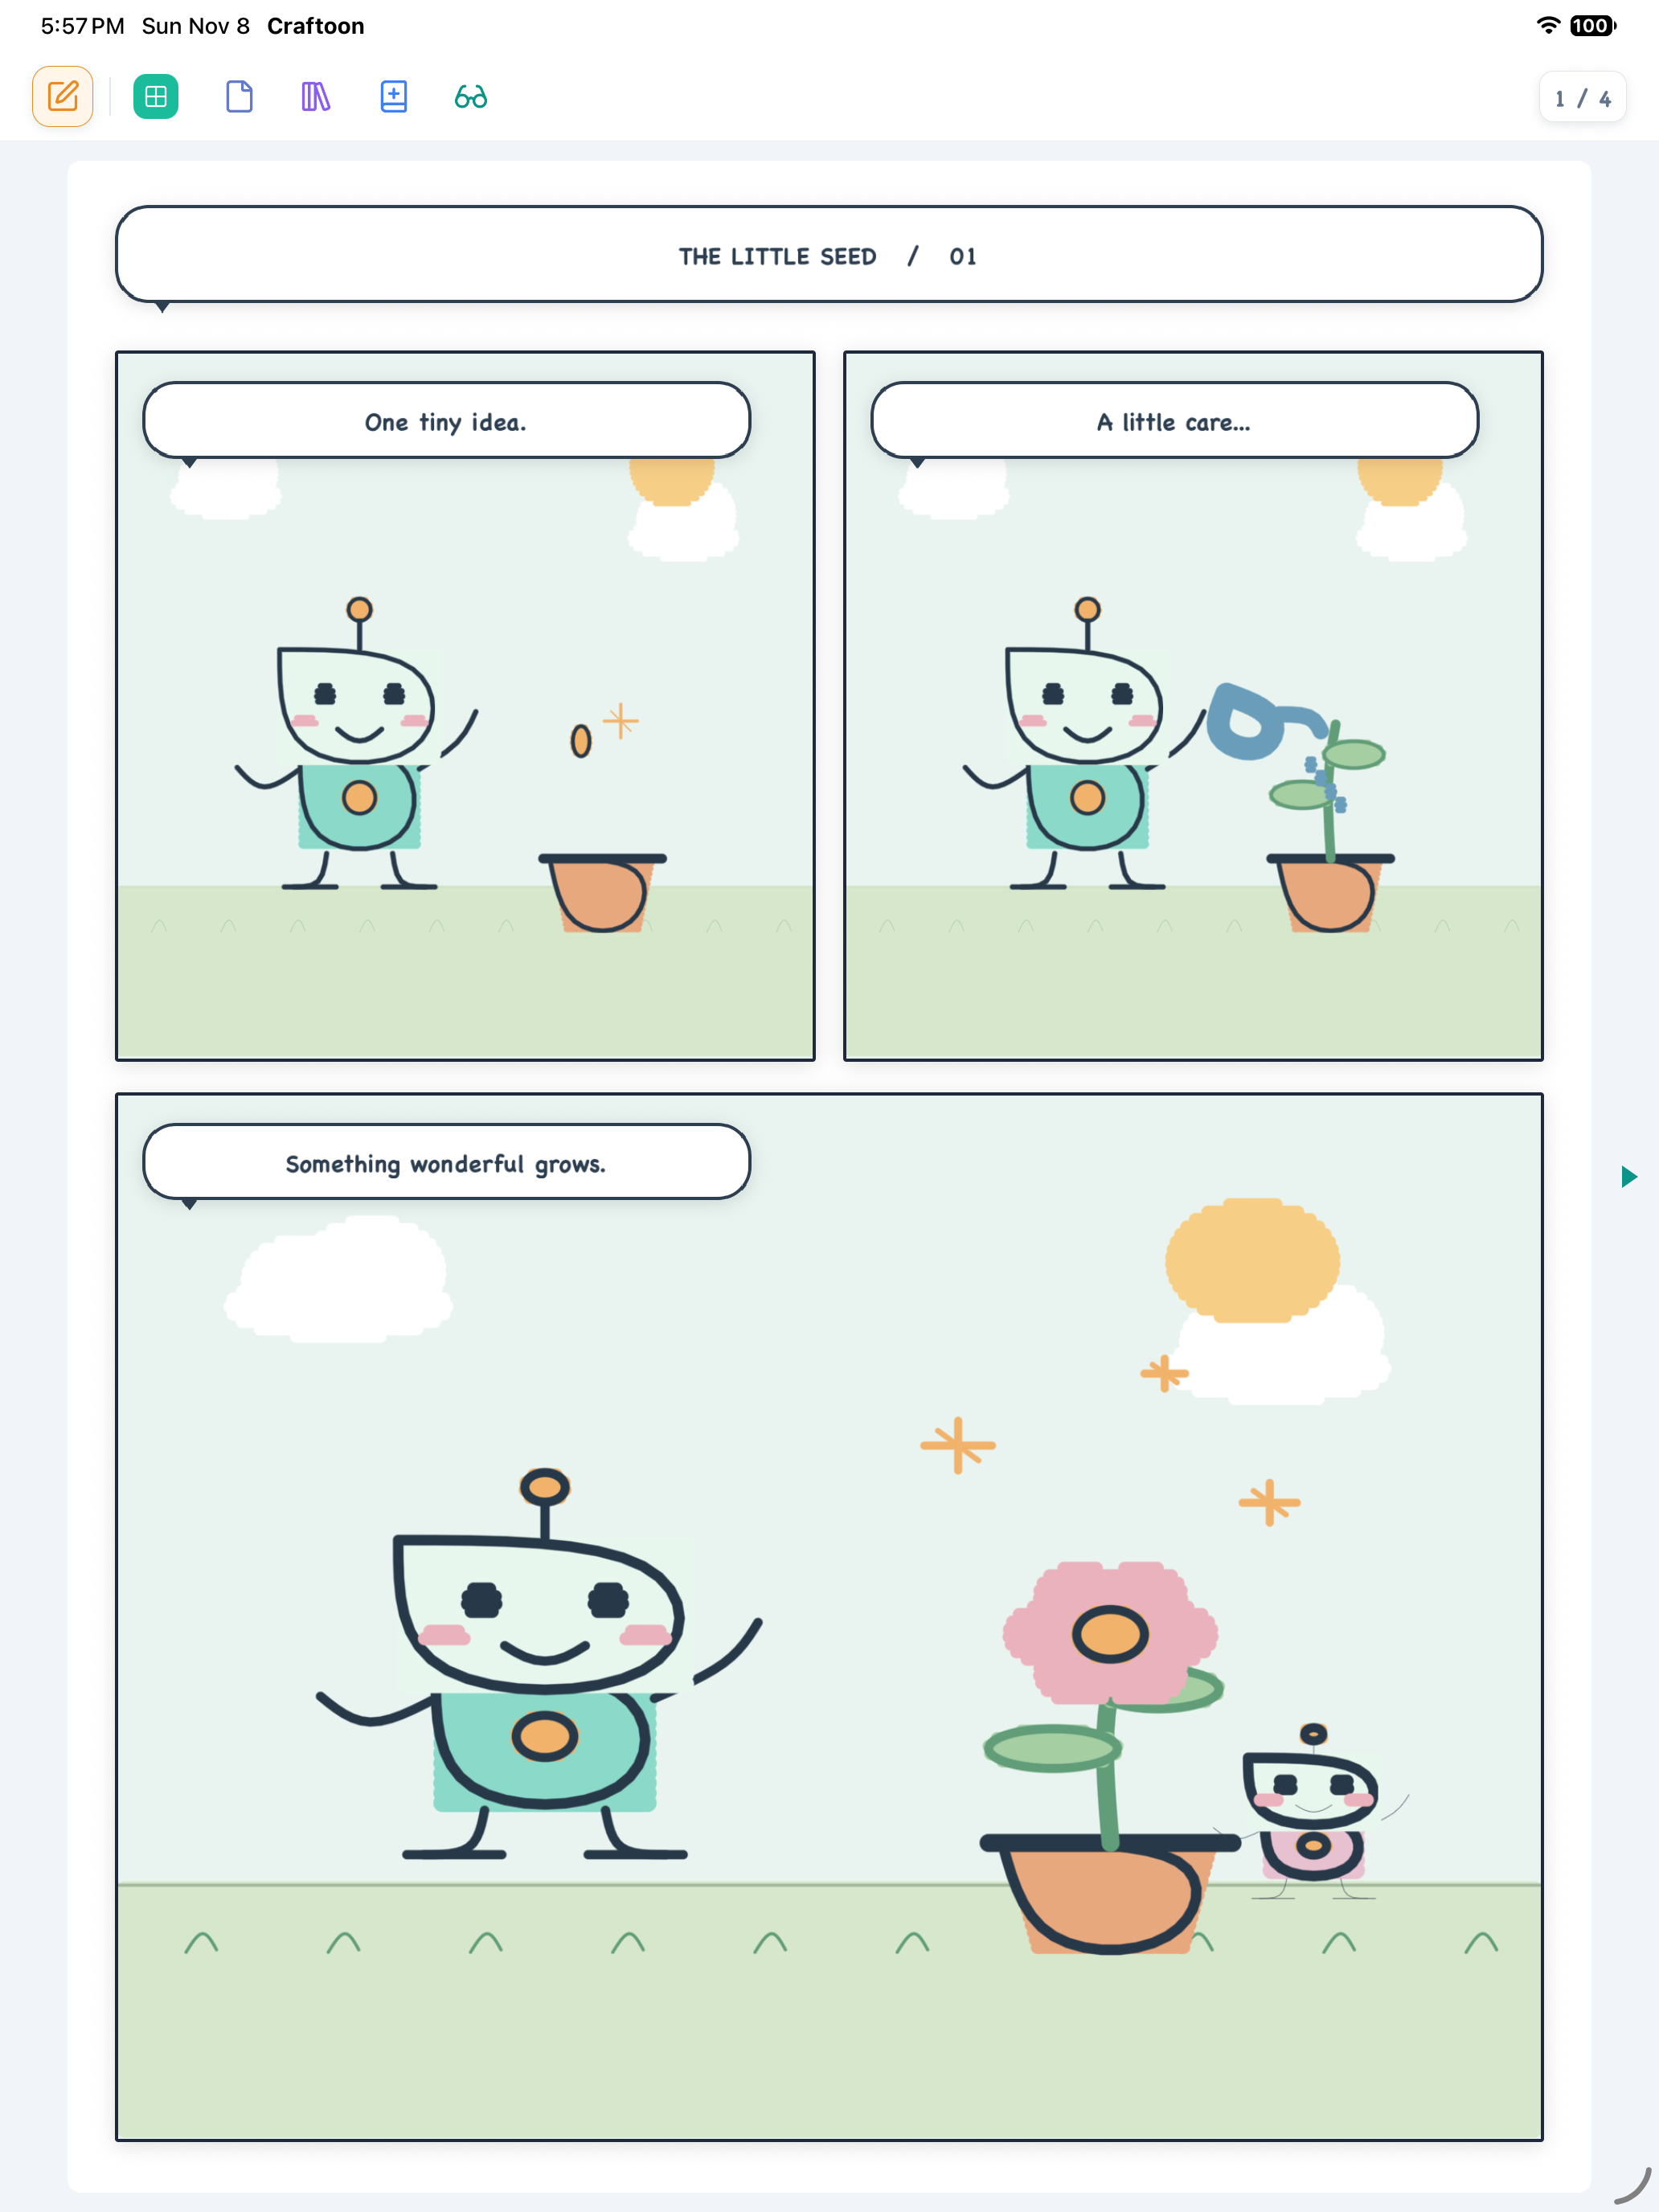 5:57 PM Sun Nov 8 Craftoon
100
1 / 4
THE LITTLE SEED / 01
One tiny idea.
A little care...
Something wonderful grows.